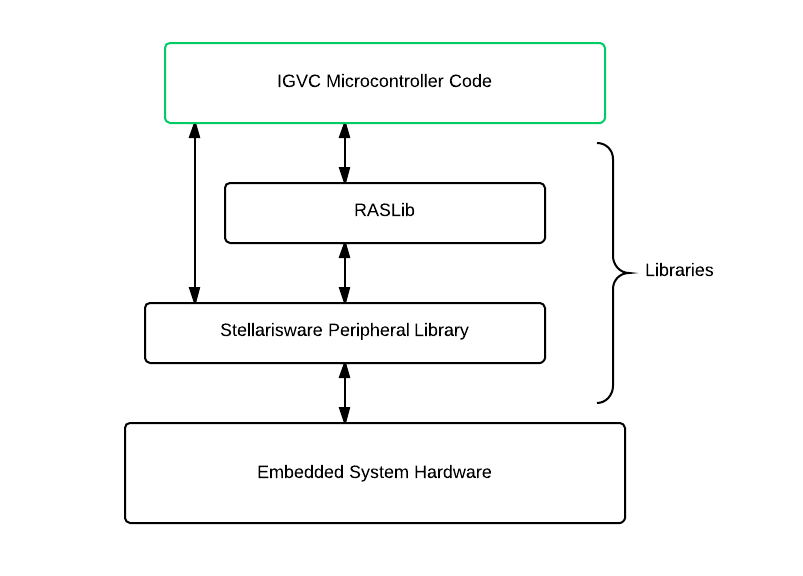 IGVC Microcontroller Code
RASLib
Libraries
Stellarisware Peripheral Library
Embedded System Hardware